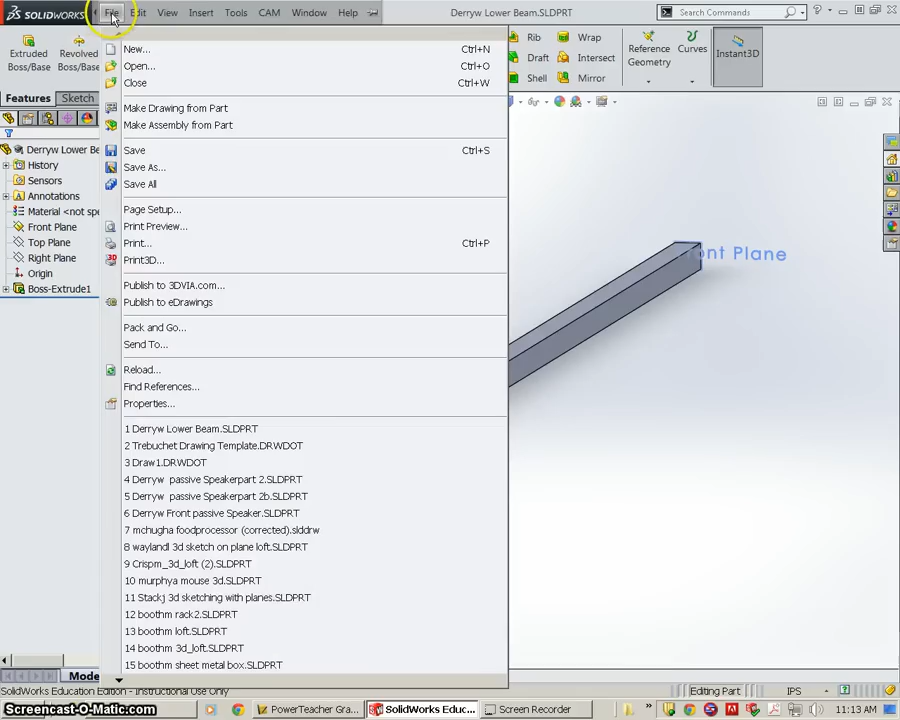 SOLIDWORKS File Edit View Insert Tools CAM Window Help Derryw Lower Beam.SLDPRT Search Commands
Extruded Boss/Base
Revolved Boss/Base
Rib Wrap
Draft Intersect
Shell Mirror
Reference Geometry
Curves
Instant3D
Features Sketch
Derryw Lower Be
History
Sensors
Annotations
Material <not spe
Front Plane
Top Plane
Right Plane
Origin
Boss-Extrude1
New... Ctrl+N
Open... Ctrl+O
Close Ctrl+W
Make Drawing from Part
Make Assembly from Part
Save Ctrl+S
Save As...
Save All
Page Setup...
Print Preview...
Print... Ctrl+P
Print3D...
Publish to 3DVIA.com...
Publish to eDrawings
Pack and Go...
Send To...
Reload...
Find References...
Properties...
1 Derryw Lower Beam.SLDPRT
2 Trebuchet Drawing Template.DRWDOT
3 Draw1.DRWDOT
4 Derryw  passive Speakerpart 2.SLDPRT
5 Derryw  passive Speakerpart 2b.SLDPRT
6 Derryw Front passive Speaker.SLDPRT
7 mchugha foodprocessor (corrected).slddrw
8 waylandl 3d sketch on plane loft.SLDPRT
9 Crispm_3d_loft (2).SLDPRT
10 murphya mouse 3d.SLDPRT
11 Stackj 3d sketching with planes.SLDPRT
12 boothm rack2.SLDPRT
13 boothm loft.SLDPRT
14 boothm 3d_loft.SLDPRT
15 boothm sheet metal box.SLDPRT
ont Plane
Mode
SolidWorks Education Edition - Instructional Use Only Editing Part IPS
Screencast-O-Matic.com PowerTeacher Gra... SolidWorks Educ... Screen Recorder 11:13 AM